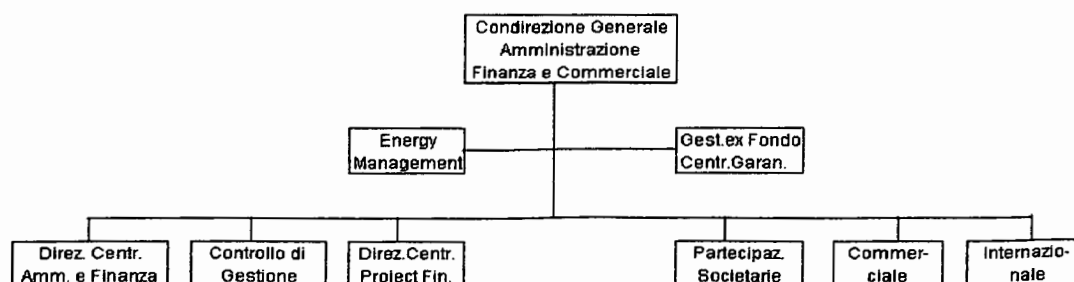 Condirezione Generale
Amministrazione
Finanza e Commerciale
Energy
Management
Gest.ex Fondo
Centr.Garan.
Direz. Centr.
Amm. e Finanza
Controllo di
Gestione
Direz.Centr.
Project Fin.
Partecipaz.
Societarie
Commer-
ciale
Internazio-
nale